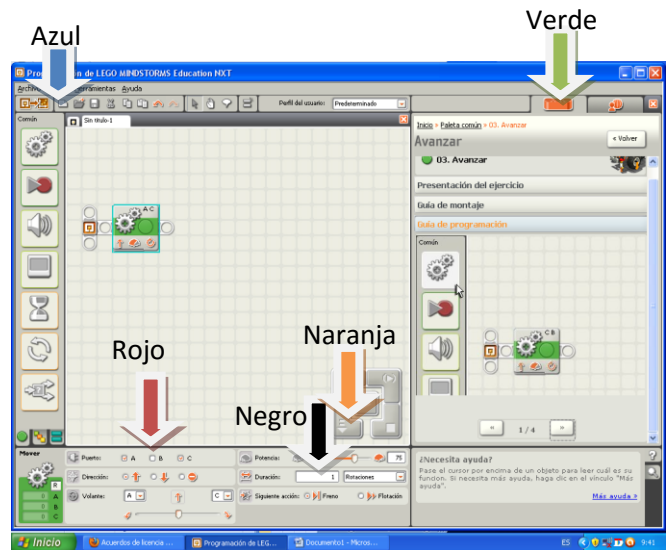 Azul
Verde
Programación de LEGO MINDSTORMS Education NXT
Herramientas Ayuda
Perfil del usuario: Predeterminado
Común
Sin título-1
Inicio » Paleta común » 03. Avanzar
Avanzar
« Volver
03. Avanzar
Presentación del ejercicio
Guía de montaje
Guía de programación
Común
A C
C B
Rojo
Naranja
Negro
« 1/4 »
Mover
Puerto: A B C
Potencia: 75
Dirección:
Duración: 1 Rotaciones
Volante: A C
Siguiente acción: Freno Flotación
R
0 A
0 B
0 C
¿Necesita ayuda?
Pase el cursor por encima de un objeto para leer cuál es su
función. Si necesita más ayuda, haga clic en el vínculo "Más
ayuda".
Más ayuda »
Inicio
Acuerdos de licencia ...
Programación de LEG...
Documento1 - Micros...
ES
9:41